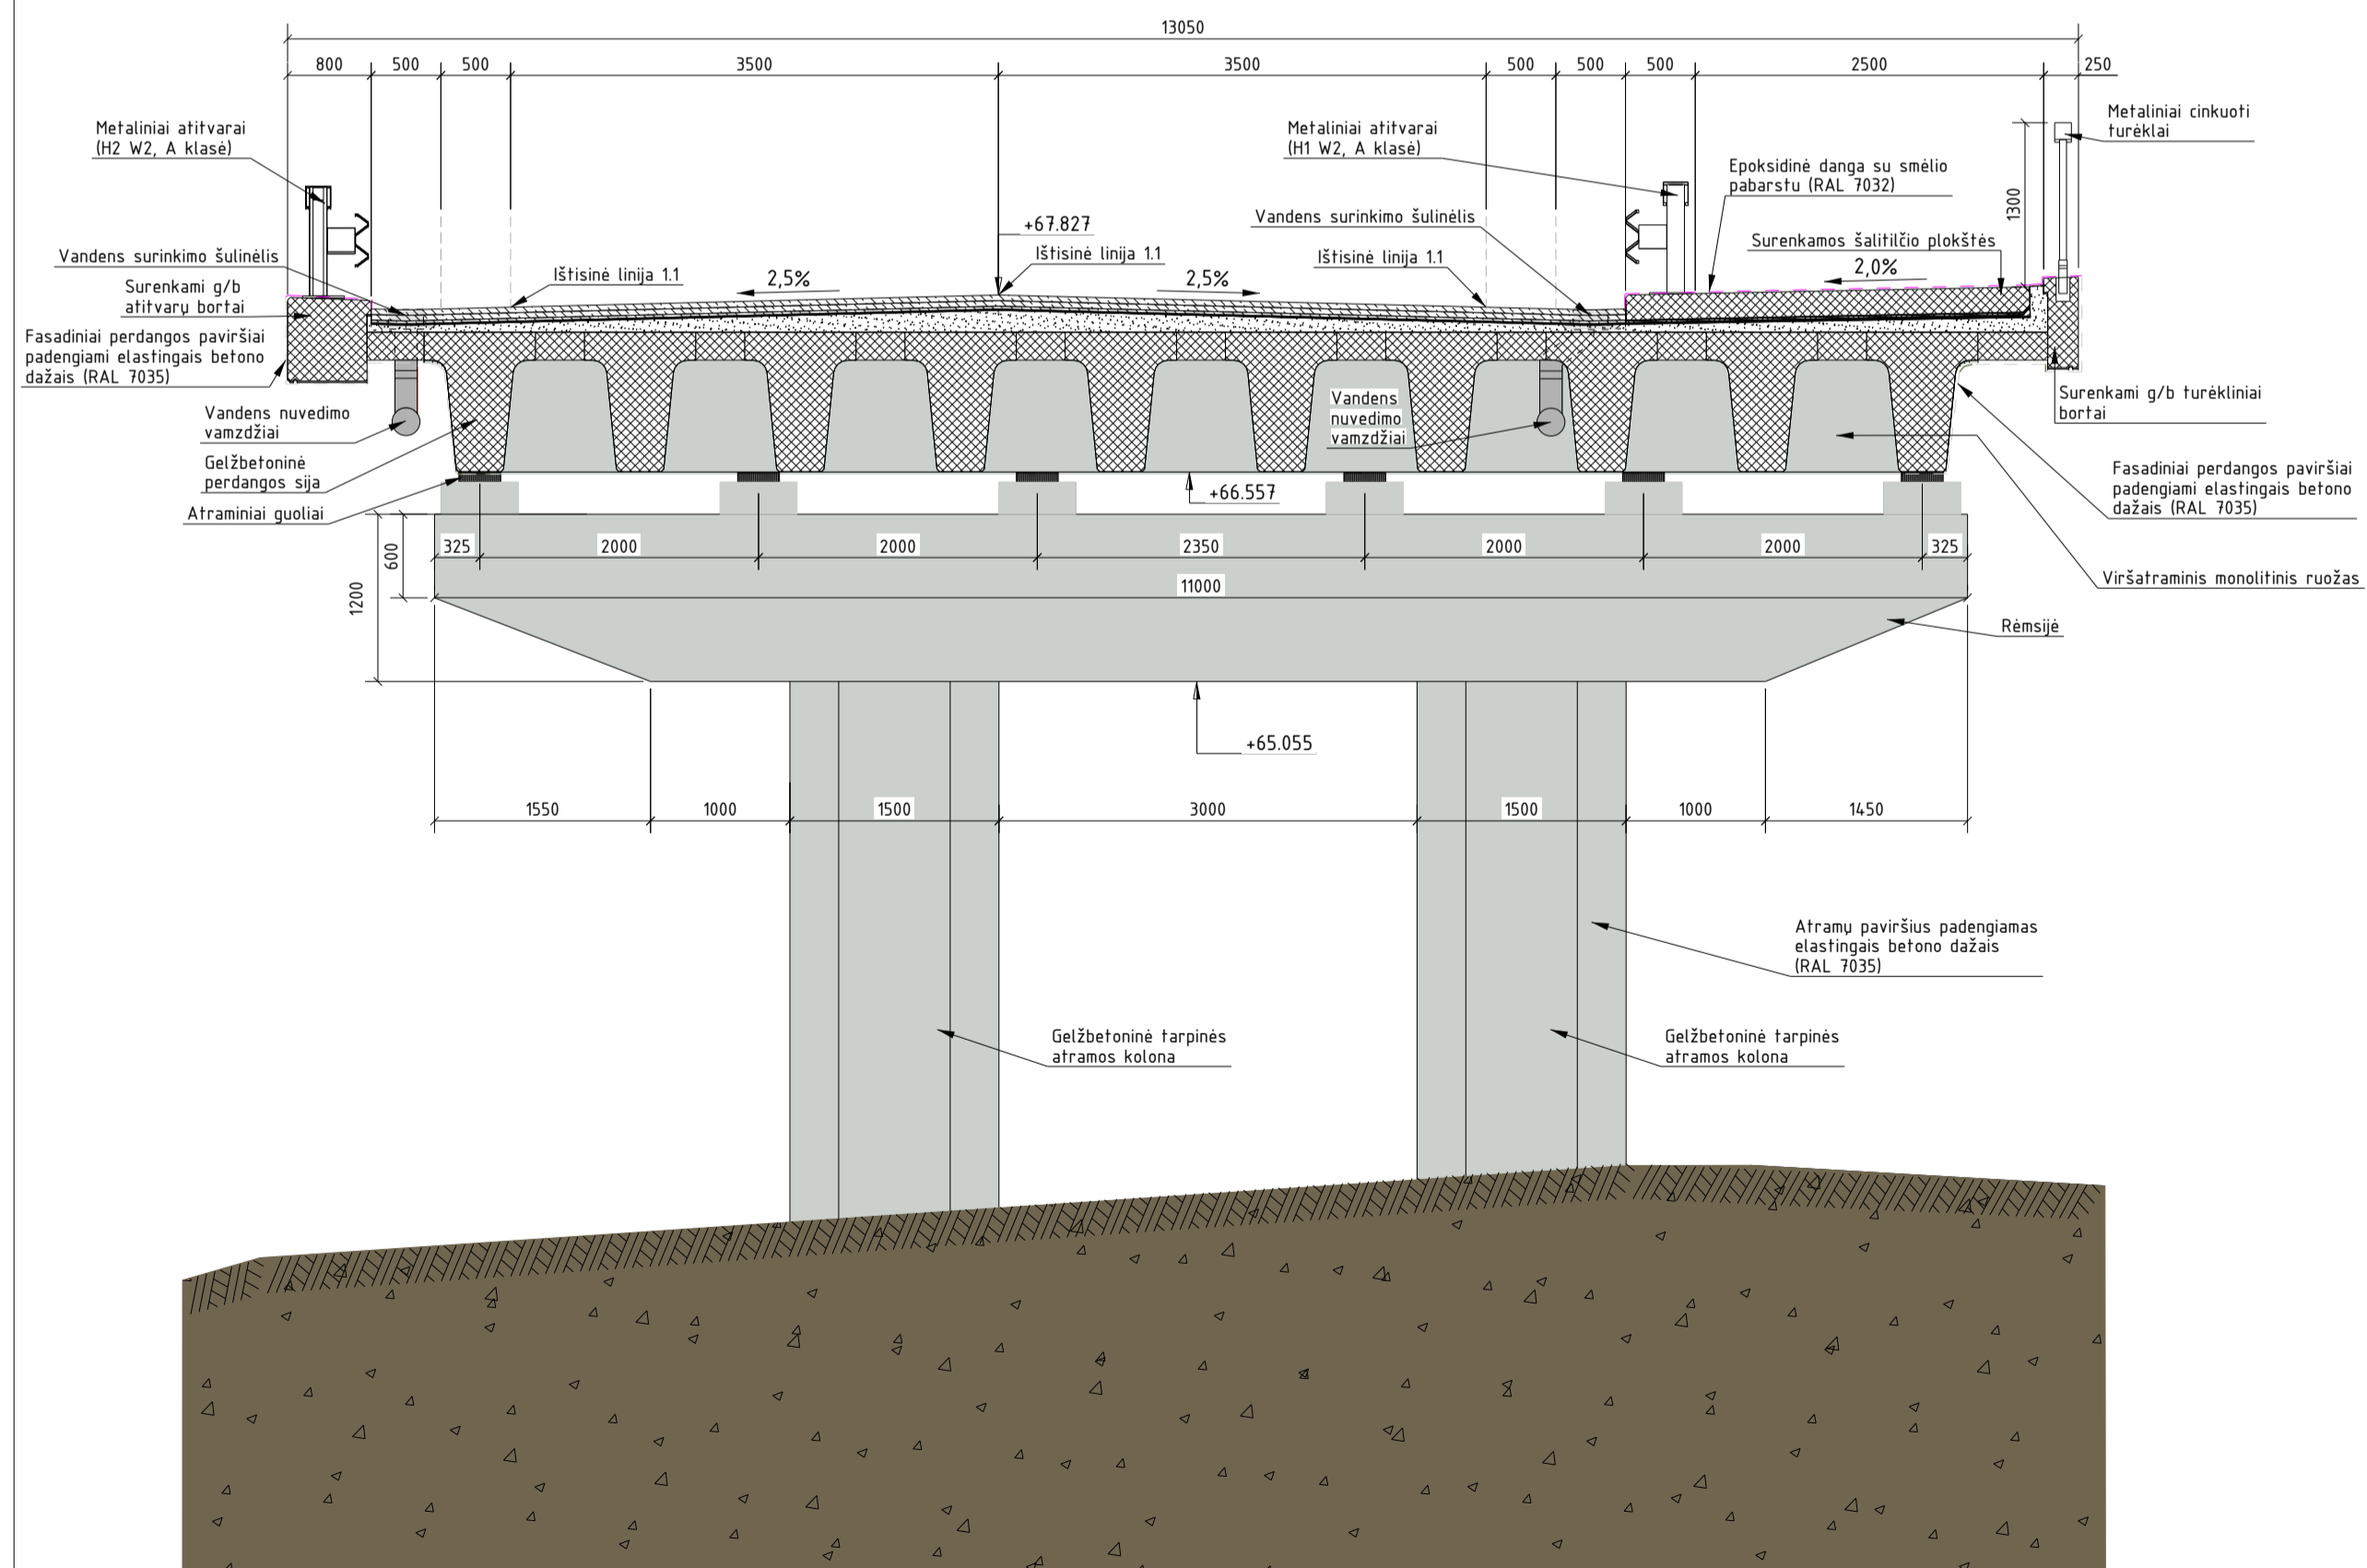 13050
800
500
500
3500
3500
500
500
500
2500
250
Metaliniai atitvarai
(H2 W2, A klasė)
Metaliniai atitvarai
(H1 W2, A klasė)
Metaliniai cinkuoti
turėklai
Epoksidinė danga su smėlio
pabarstu (RAL 7032)
1300
Vandens surinkimo šulinėlis
+67.827
Vandens surinkimo šulinėlis
Ištisinė linija 1.1
Ištisinė linija 1.1
Ištisinė linija 1.1
Surenkamos šalitilčio plokštės
2,5%
2,5%
2,0%
Surenkami g/b
atitvarų bortai
Fasadiniai perdangos paviršiai
padengiami elastingais betono
dažais (RAL 7035)
Vandens nuvedimo
vamzdžiai
Vandens
nuvedimo
vamzdžiai
Surenkami g/b turėkliniai
bortai
Gelžbetoninė
perdangos sija
Atraminiai guoliai
+66.557
Fasadiniai perdangos paviršiai
padengiami elastingais betono
dažais (RAL 7035)
600
1200
325
2000
2000
2350
2000
2000
325
11000
Viršatraminis monolitinis ruožas
Rėmsijė
+65.055
1550
1000
1500
3000
1500
1000
1450
Atramų paviršius padengiamas
elastingais betono dažais
(RAL 7035)
Gelžbetoninė tarpinės
atramos kolona
Gelžbetoninė tarpinės
atramos kolona